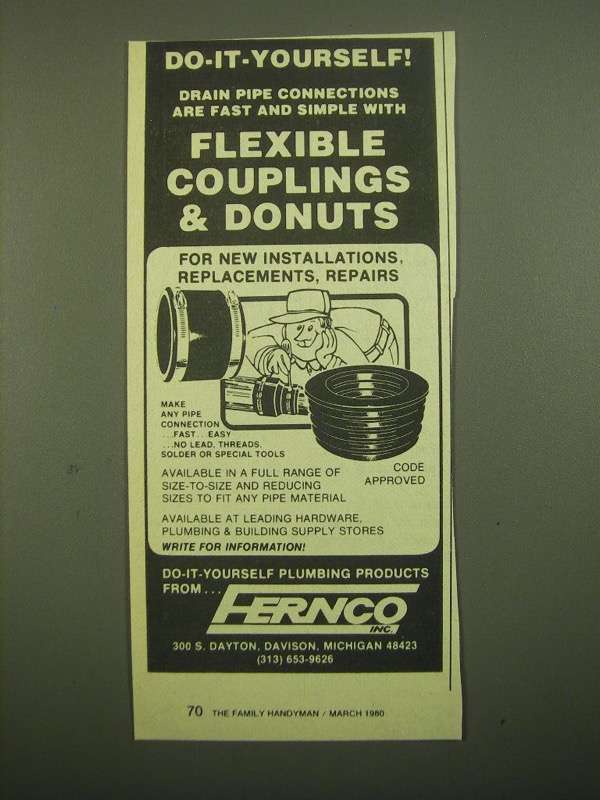 DO-IT-YOURSELF!
DRAIN PIPE CONNECTIONS
ARE FAST AND SIMPLE WITH
FLEXIBLE
COUPLINGS
& DONUTS
FOR NEW INSTALLATIONS,
REPLACEMENTS, REPAIRS
MAKE
ANY PIPE
CONNECTION
...FAST...EASY
...NO LEAD, THREADS,
SOLDER OR SPECIAL TOOLS
CODE
APPROVED
AVAILABLE IN A FULL RANGE OF
SIZE-TO-SIZE AND REDUCING
SIZES TO FIT ANY PIPE MATERIAL
AVAILABLE AT LEADING HARDWARE,
PLUMBING & BUILDING SUPPLY STORES
WRITE FOR INFORMATION!
DO-IT-YOURSELF PLUMBING PRODUCTS
FROM...
FERNCO
INC.
300 S. DAYTON, DAVISON, MICHIGAN 48423
(313) 653-9626
70 THE FAMILY HANDYMAN / MARCH 1980